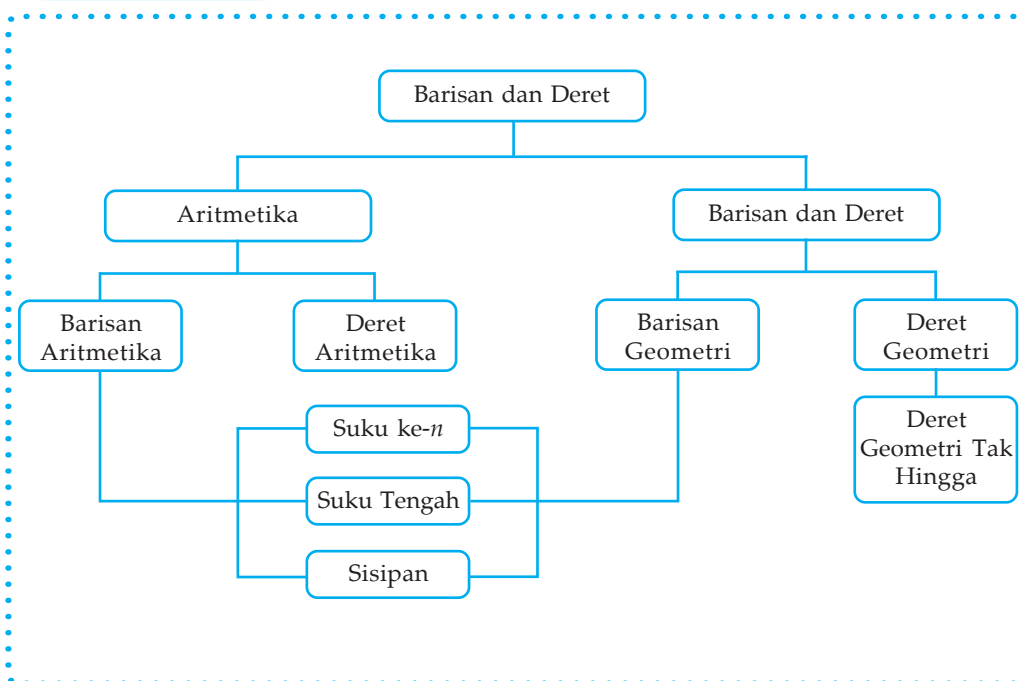 Barisan dan Deret
Aritmetika
Barisan dan Deret
Barisan
Aritmetika
Deret
Aritmetika
Barisan
Geometri
Deret
Geometri
Suku ke-n
Suku Tengah
Sisipan
Deret
Geometri Tak
Hingga